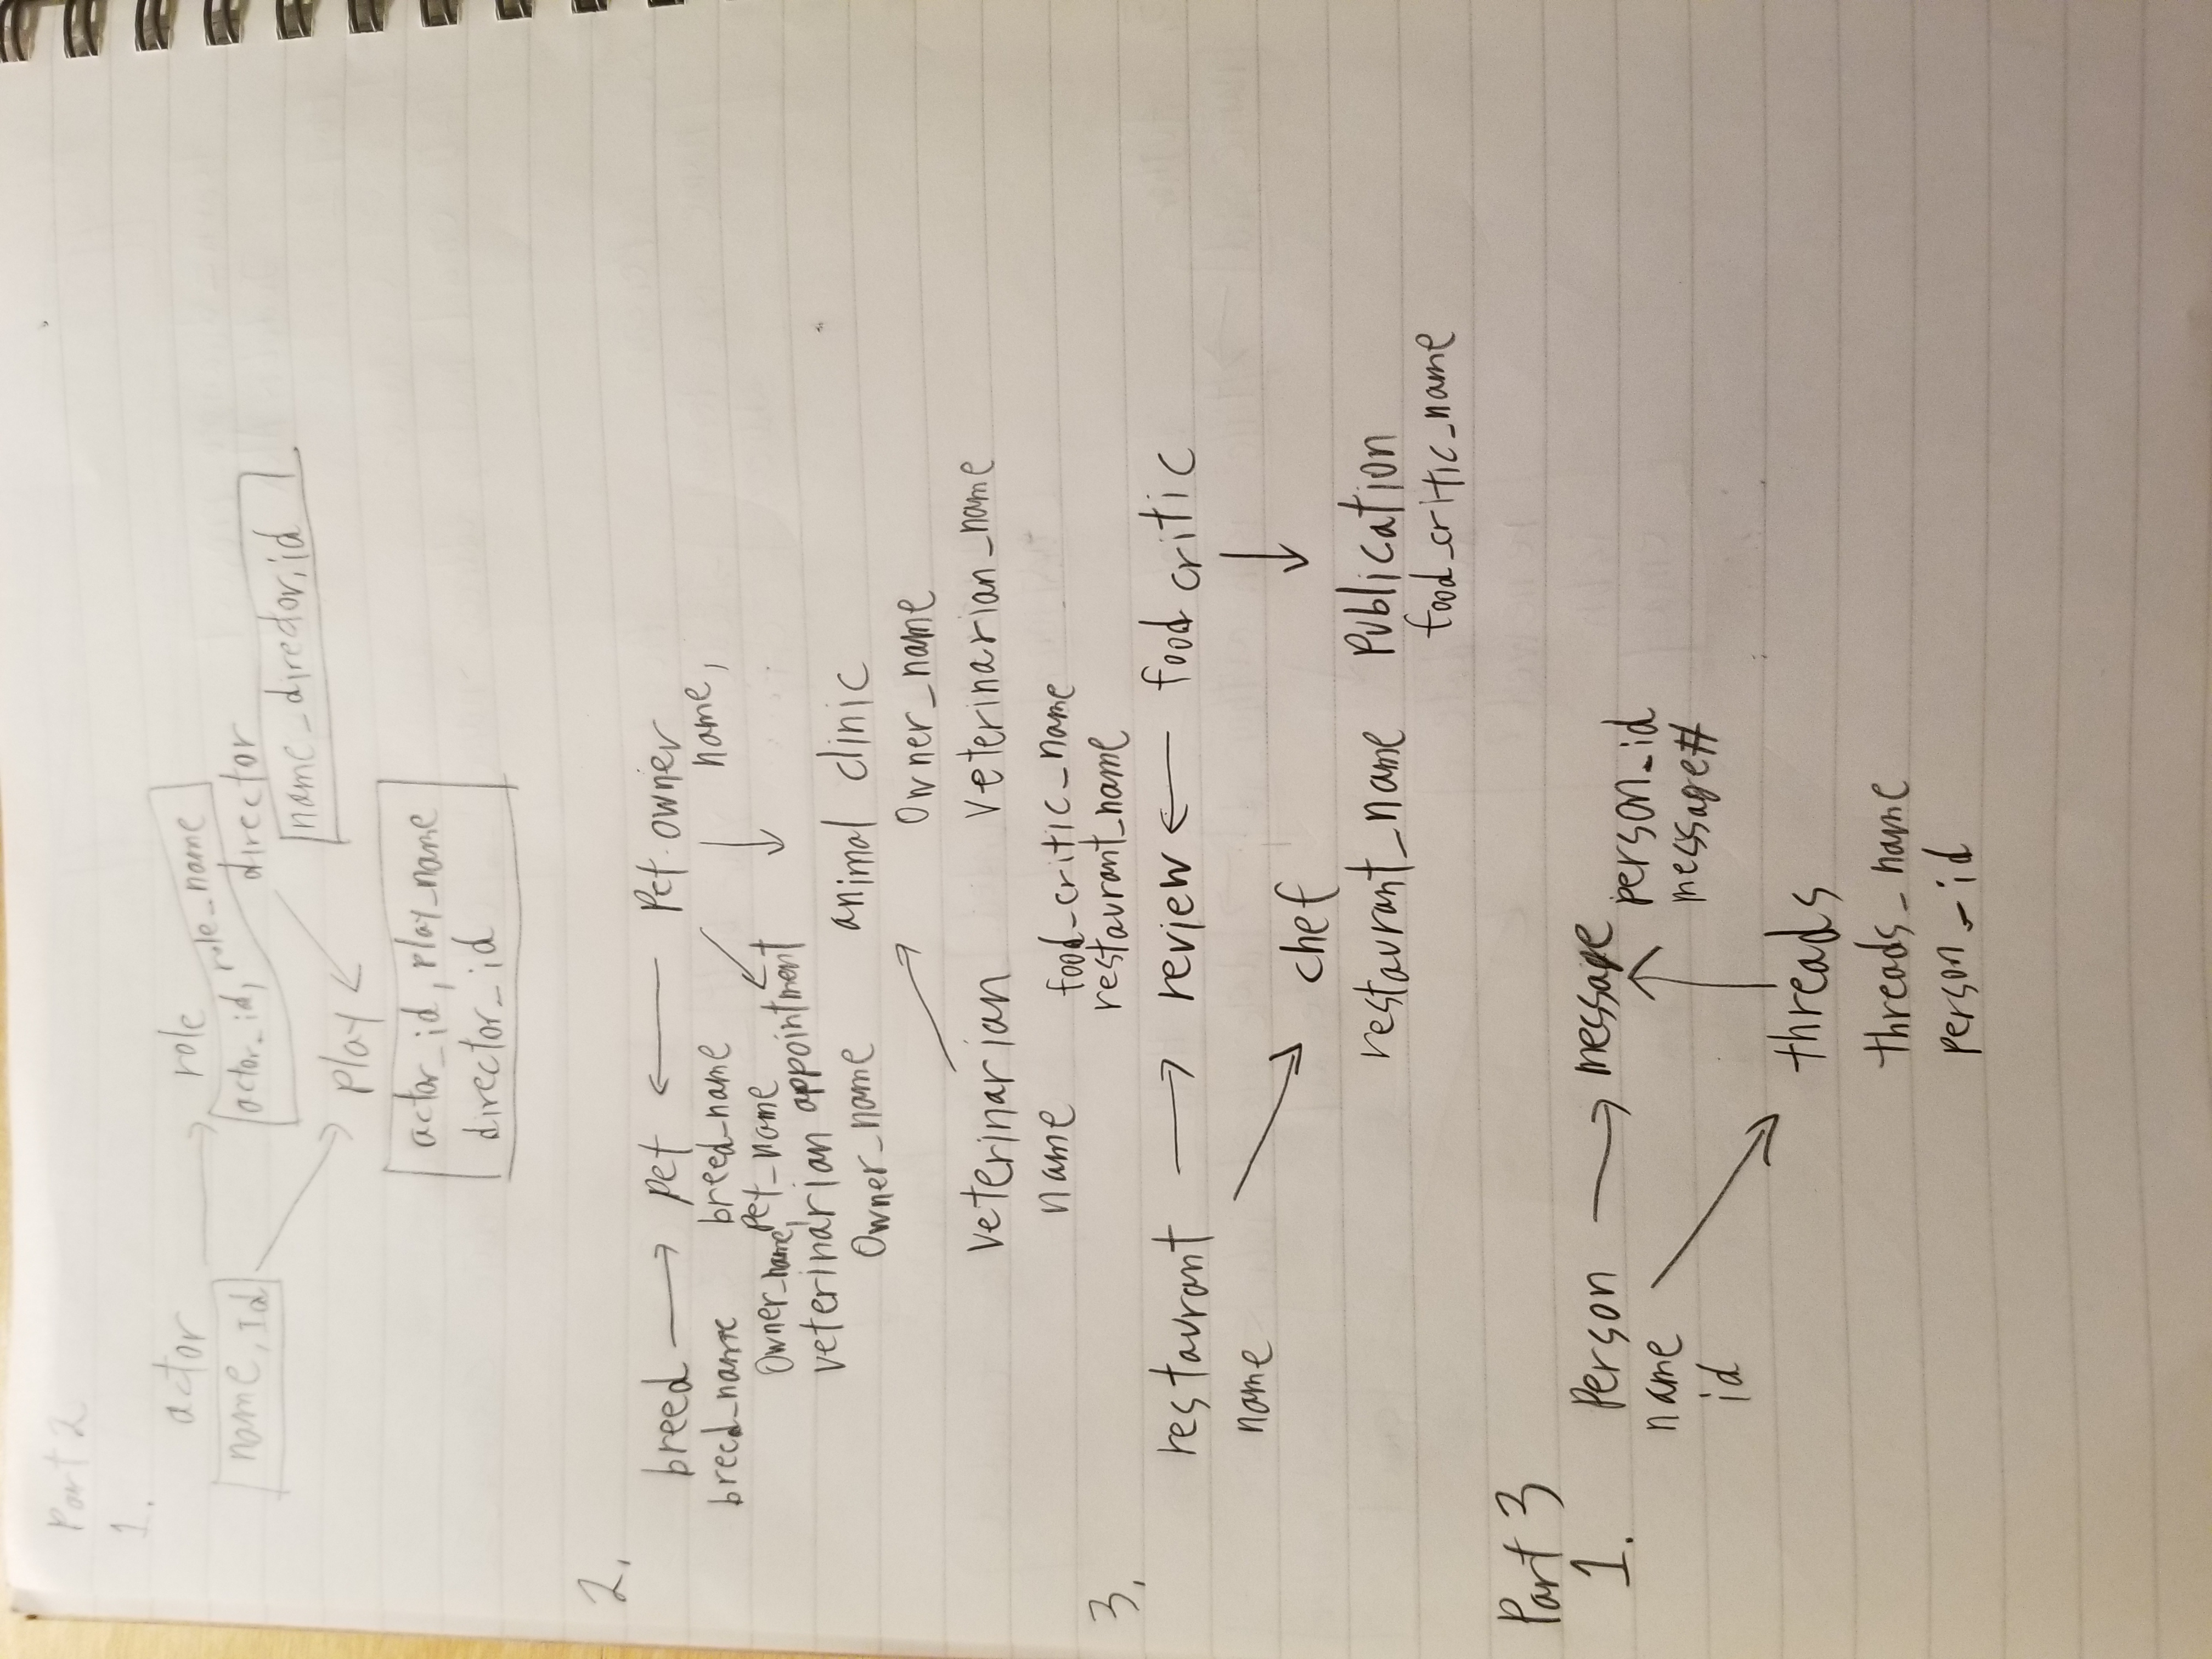 Part 2
1.
actor
role
name, Id
actor_id, role_name
director
name_director, id
play
actor_id, play_name
director_id
2.
breed
pet
Pet owner
breed_name
breed_name
name,
Owner_name, Pet_name
veterinarian appointment
Owner_name
animal clinic
Owner_name
veterinarian
veterinarian_name
name
food_critic_name
restaurant_name
3.
restaurant
review
food critic
name
chef
restaurant_name
Publication
food_critic_name
Part 3
1.
Person
message
name
person_id
id
message#
threads
threads_name
person_id